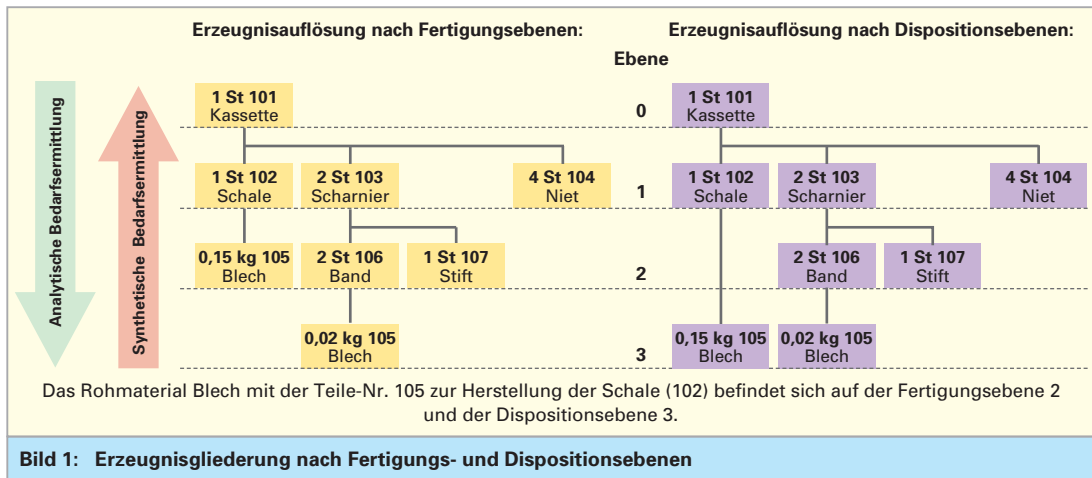 Erzeugnisauflösung nach Fertigungsebenen:
Erzeugnisauflösung nach Dispositionsebenen:
Ebene
Analytische Bedarfsermittlung
Synthetische Bedarfsermittlung
1 St 101
Kassette
0
1 St 101
Kassette
1 St 102
Schale
2 St 103
Scharnier
4 St 104
Niet
1
1 St 102
Schale
2 St 103
Scharnier
4 St 104
Niet
0,15 kg 105
Blech
2 St 106
Band
1 St 107
Stift
2
2 St 106
Band
1 St 107
Stift
0,02 kg 105
Blech
3
0,15 kg 105
Blech
0,02 kg 105
Blech
Das Rohmaterial Blech mit der Teile-Nr. 105 zur Herstellung der Schale (102) befindet sich auf der Fertigungsebene 2
und der Dispositionsebene 3.
Bild 1: Erzeugnisgliederung nach Fertigungs- und Dispositionsebenen